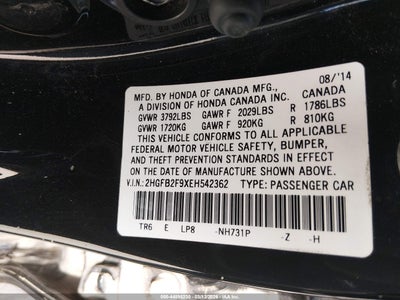 08/'14
MFD. BY HONDA OF CANADA MFG., CANADA
A DIVISION OF HONDA CANADA INC.
GVWR 3792LBS GAWR F 2029LBS R 1786LBS
GVWR 1720KG GAWR F 920KG R 810KG
THIS VEHICLE CONFORMS TO ALL APPLICABLE
FEDERAL MOTOR VEHICLE SAFETY, BUMPER,
AND THEFT PREVENTION STANDARDS IN EFFECT
ON THE DATE OF MANUFACTURE SHOWN ABOVE.
V.I.N.: 2HGFB2F9XEH542362 TYPE: PASSENGER CAR
TR6 E LP8 -NH731P -Z -H